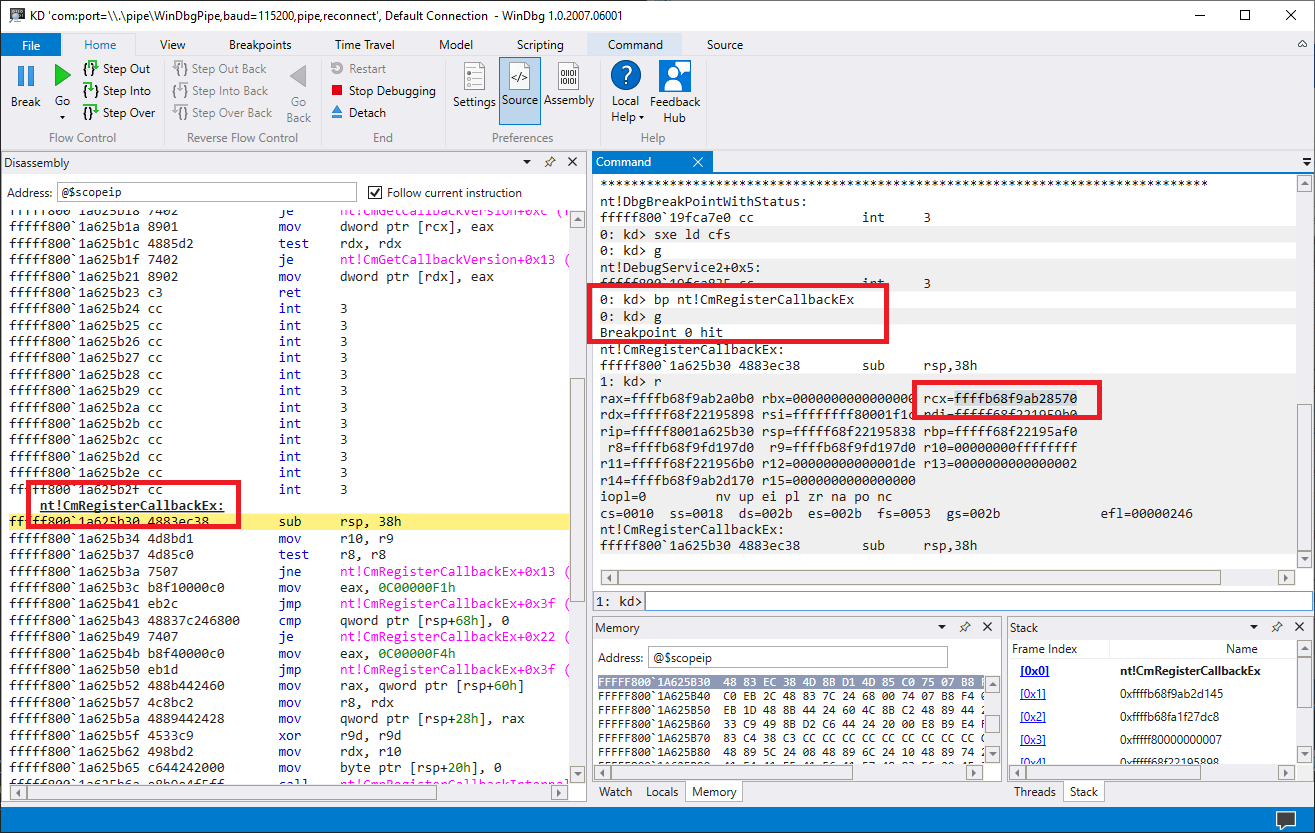 KD 'com:port=\\.\pipe\WinDbgPipe,baud=115200,pipe,reconnect', Default Connection - WinDbg 1.0.2007.06001
File Home View Breakpoints Time Travel Model Scripting Command Source
Break
Go
Step Out
Step Into
Step Over
Flow Control
Step Out Back
Step Into Back
Step Over Back
Go Back
Reverse Flow Control
Restart
Stop Debugging
Detach
End
Settings
Source
Assembly
Preferences
Local Help
Feedback Hub
Help
Disassembly
Address: @$scopeip
Follow current instruction
fffff800`1a625b18 7402 je nt!CmGetCallbackVersion+0xc (
fffff800`1a625b1a 8901 mov dword ptr [rcx], eax
fffff800`1a625b1c 4885d2 test rdx, rdx
fffff800`1a625b1f 7402 je nt!CmGetCallbackVersion+0x13 (
fffff800`1a625b21 8902 mov dword ptr [rdx], eax
fffff800`1a625b23 c3 ret
fffff800`1a625b24 cc int 3
fffff800`1a625b25 cc int 3
fffff800`1a625b26 cc int 3
fffff800`1a625b27 cc int 3
fffff800`1a625b28 cc int 3
fffff800`1a625b29 cc int 3
fffff800`1a625b2a cc int 3
fffff800`1a625b2b cc int 3
fffff800`1a625b2c cc int 3
fffff800`1a625b2d cc int 3
fffff800`1a625b2e cc int 3
fffff800`1a625b2f cc int 3
nt!CmRegisterCallbackEx:
fffff800`1a625b30 4883ec38 sub rsp, 38h
fffff800`1a625b34 4d8bd1 mov r10, r9
fffff800`1a625b37 4d85c0 test r8, r8
fffff800`1a625b3a 7507 jne nt!CmRegisterCallbackEx+0x13 (
fffff800`1a625b3c b8f10000c0 mov eax, 0C00000F1h
fffff800`1a625b41 eb2c jmp nt!CmRegisterCallbackEx+0x3f (
fffff800`1a625b43 48837c246800 cmp qword ptr [rsp+68h], 0
fffff800`1a625b49 7407 je nt!CmRegisterCallbackEx+0x22 (
fffff800`1a625b4b b8f40000c0 mov eax, 0C00000F4h
fffff800`1a625b50 eb1d jmp nt!CmRegisterCallbackEx+0x3f (
fffff800`1a625b52 488b442460 mov rax, qword ptr [rsp+60h]
fffff800`1a625b57 4c8bc2 mov r8, rdx
fffff800`1a625b5a 4889442428 mov qword ptr [rsp+28h], rax
fffff800`1a625b5f 4533c9 xor r9d, r9d
fffff800`1a625b62 498bd2 mov rdx, r10
fffff800`1a625b65 c644242000 mov byte ptr [rsp+20h], 0
fffff800`1a625b6a e8b9e4f5ff call nt!CmRegisterCallbackInterna
Command
*******************************************************************************
nt!DbgBreakPointWithStatus:
fffff800`19fca7e0 cc int 3
0: kd> sxe ld cfs
0: kd> g
nt!DebugService2+0x5:
fffff800`19fca835 cc int 3
0: kd> bp nt!CmRegisterCallbackEx
0: kd> g
Breakpoint 0 hit
nt!CmRegisterCallbackEx:
fffff800`1a625b30 4883ec38 sub rsp,38h
1: kd> r
rax=ffffb68f9ab2a0b0 rbx=0000000000000000 rcx=ffffb68f9ab28570
rdx=fffff68f22195898 rsi=ffffffff80001f1c rdi=fffff68f221959b0
rip=fffff8001a625b30 rsp=fffff68f22195838 rbp=fffff68f22195af0
r8=ffffb68f9fd197d0 r9=ffffb68f9fd197d0 r10=00000000ffffffff
r11=fffff68f221956b0 r12=00000000000001de r13=0000000000000002
r14=ffffb68f9ab2d170 r15=0000000000000000
iopl=0 nv up ei pl zr na po nc
cs=0010 ss=0018 ds=002b es=002b fs=0053 gs=002b efl=00000246
nt!CmRegisterCallbackEx:
fffff800`1a625b30 4883ec38 sub rsp,38h
1: kd>
Memory
Address: @$scopeip
FFFFF800`1A625B30 48 83 EC 38 4D 8B D1 4D 85 C0 75 07 B8 F
FFFFF800`1A625B40 C0 EB 2C 48 83 7C 24 68 00 74 07 B8 F4 0
FFFFF800`1A625B50 EB 1D 48 8B 44 24 60 4C 8B C2 48 89 44 2
FFFFF800`1A625B60 33 C9 49 8B D2 C6 44 24 20 00 E8 B9 E4 F
FFFFF800`1A625B70 83 C4 38 C3 CC CC CC CC CC CC CC CC CC C
FFFFF800`1A625B80 48 89 5C 24 08 48 89 6C 24 10 48 89 74 2
Watch Locals Memory
Stack
Frame Index Name
[0x0] nt!CmRegisterCallbackEx
[0x1] 0xffffb68f9ab2d145
[0x2] 0xffffb68fa1f27dc8
[0x3] 0xfffff80000000007
[0x4] 0xfffff68f22195898
Threads Stack